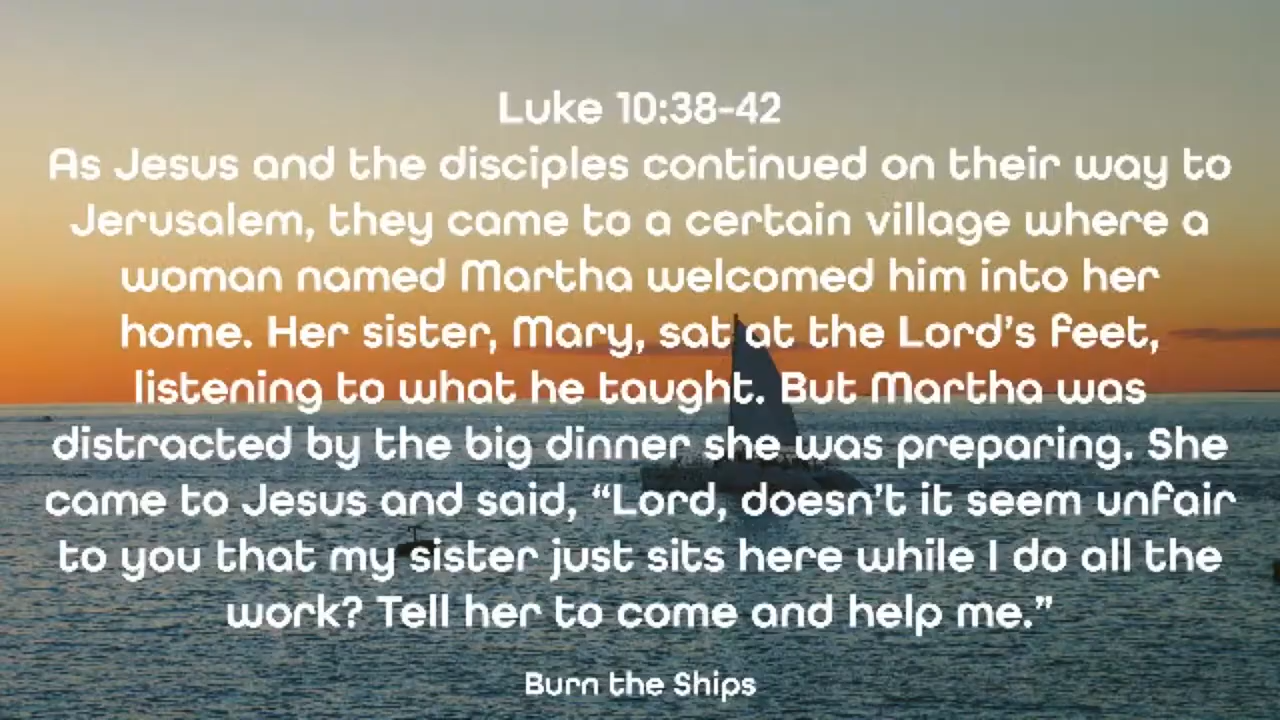 Luke 10:38-42
As Jesus and the disciples continued on their way to
Jerusalem, they came to a certain village where a
woman named Martha welcomed him into her
home. Her sister, Mary, sat at the Lord’s feet,
listening to what he taught. But Martha was
distracted by the big dinner she was preparing. She
came to Jesus and said, “Lord, doesn’t it seem unfair
to you that my sister just sits here while I do all the
work? Tell her to come and help me.”
Burn the Ships